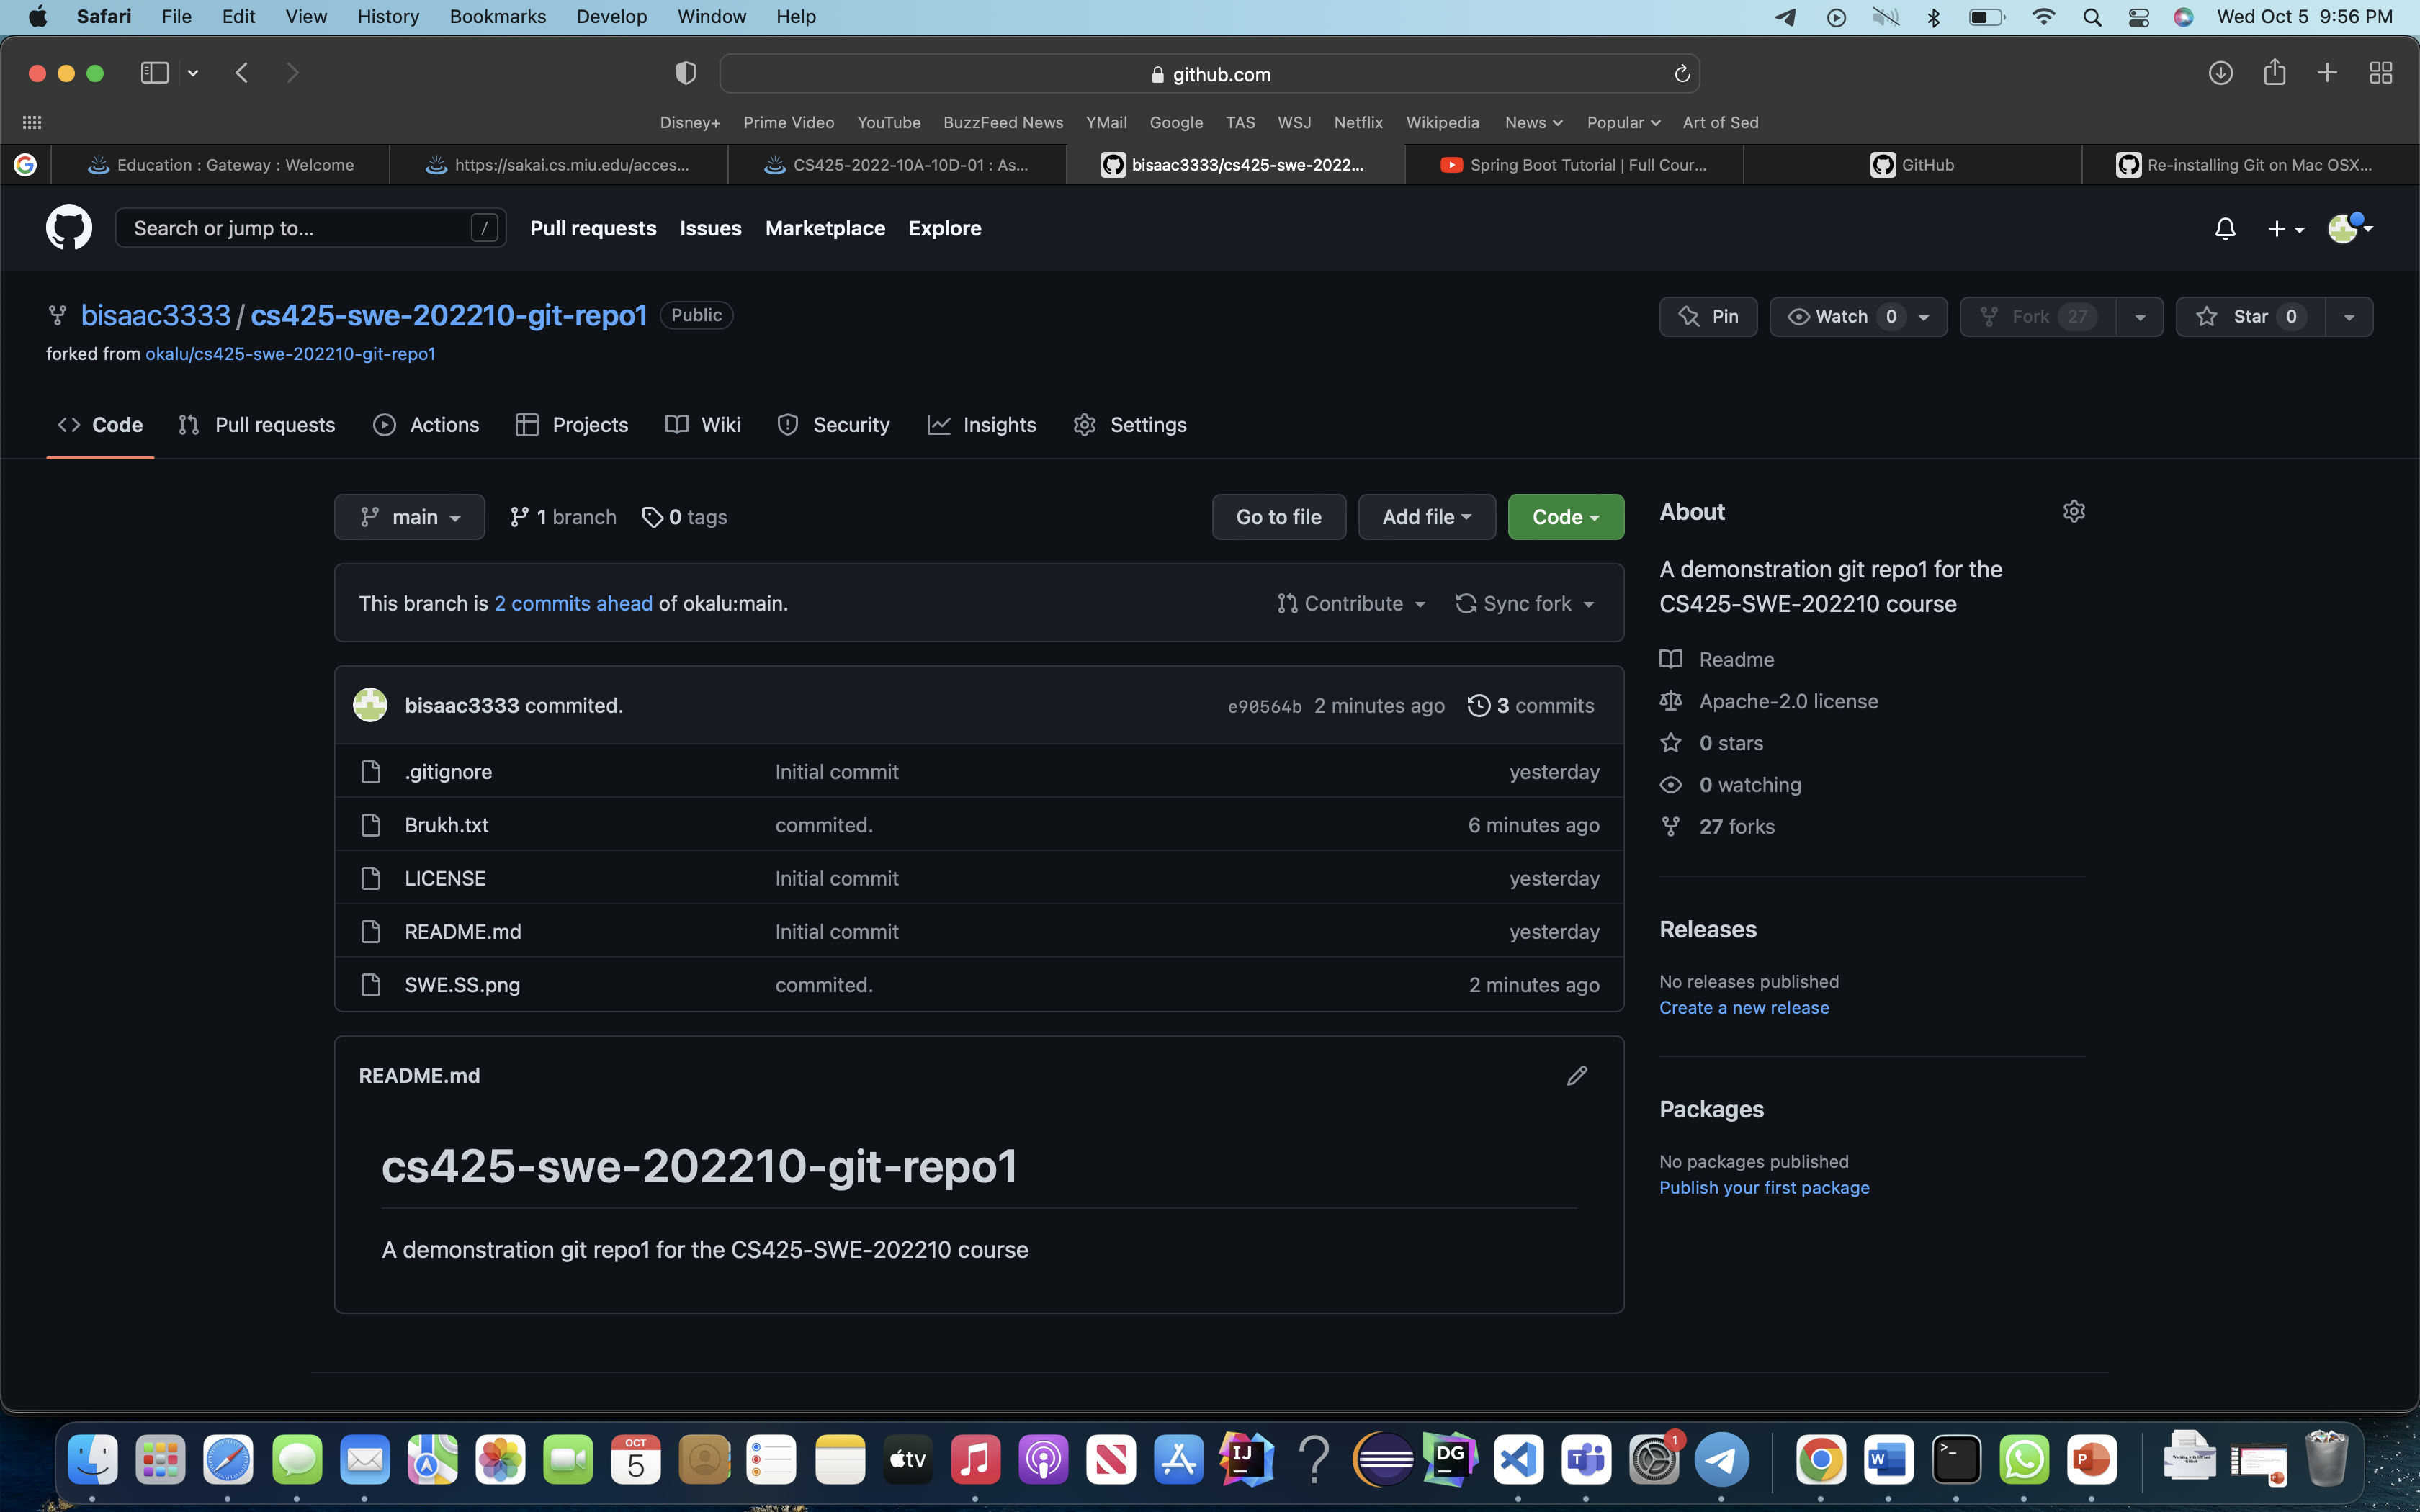 Safari File Edit View History Bookmarks Develop Window Help Wed Oct 5 9:56 PM
github.com
Disney+ Prime Video YouTube BuzzFeed News YMail Google TAS WSJ Netflix Wikipedia News Popular Art of Sed
Education : Gateway : Welcome https://sakai.cs.miu.edu/acces... CS425-2022-10A-10D-01 : As... bisaac3333/cs425-swe-2022... Spring Boot Tutorial | Full Cour... GitHub Re-installing Git on Mac OSX...
Search or jump to... / Pull requests Issues Marketplace Explore
bisaac3333 / cs425-swe-202210-git-repo1 Public Pin Watch 0 Fork 27 Star 0
forked from okalu/cs425-swe-202210-git-repo1
Code Pull requests Actions Projects Wiki Security Insights Settings
main 1 branch 0 tags Go to file Add file Code
This branch is 2 commits ahead of okalu:main. Contribute Sync fork
bisaac3333 commited. e90564b 2 minutes ago 3 commits
.gitignore Initial commit yesterday
Brukh.txt commited. 6 minutes ago
LICENSE Initial commit yesterday
README.md Initial commit yesterday
SWE.SS.png commited. 2 minutes ago
README.md
cs425-swe-202210-git-repo1
A demonstration git repo1 for the CS425-SWE-202210 course
About
A demonstration git repo1 for the
CS425-SWE-202210 course
Readme
Apache-2.0 license
0 stars
0 watching
27 forks
Releases
No releases published
Create a new release
Packages
No packages published
Publish your first package
OCT
5
tv
IJ
DG
T
1
W
P